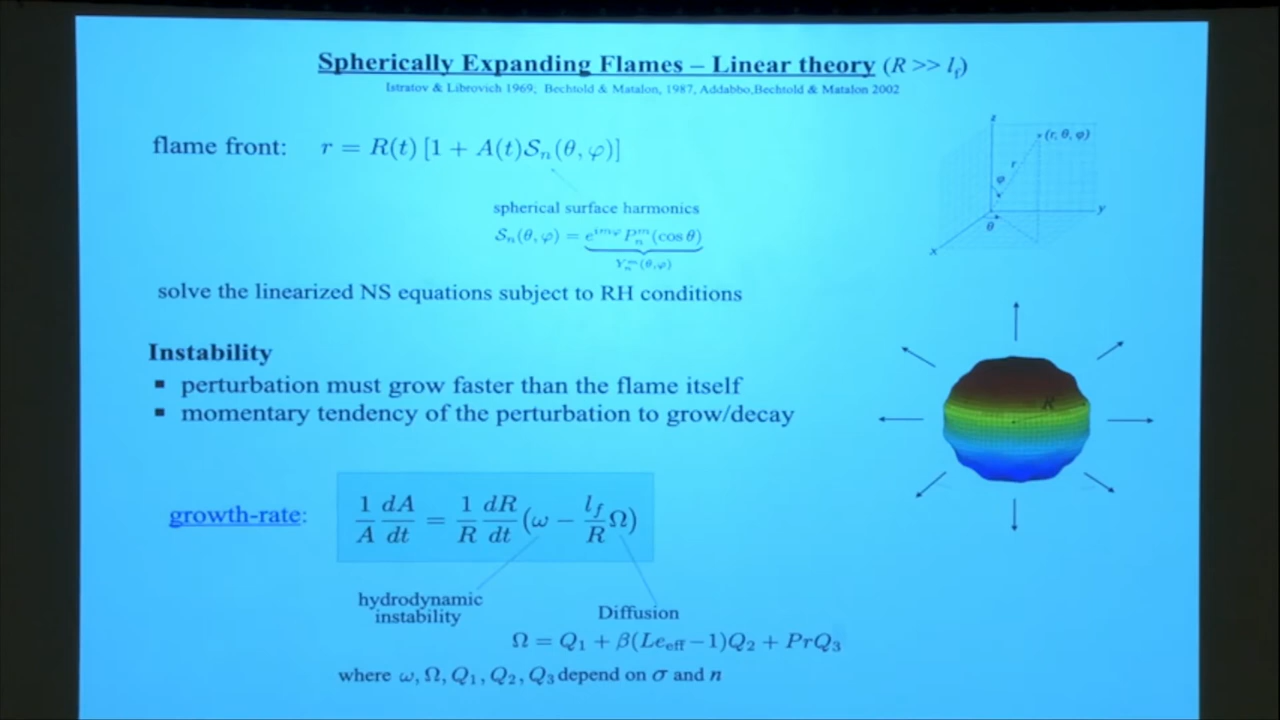 Spherically Expanding Flames – Linear theory (R >> l_f)
Istratov & Librovich 1969; Bechtold & Matalon, 1987, Addabbo,Bechtold & Matalon 2002
flame front: r = R(t) [1 + A(t)S_n(θ, φ)]
spherical surface harmonics
S_n(θ, φ) = e^{imφ} P_n^m(cos θ)
Y_n^m(θ,φ)
z
(r, θ, φ)
r
φ
y
θ
x
solve the linearized NS equations subject to RH conditions
Instability
▪ perturbation must grow faster than the flame itself
▪ momentary tendency of the perturbation to grow/decay
R
growth-rate: 1/A dA/dt = 1/R dR/dt (ω − l_f/R Ω)
hydrodynamic
instability
Diffusion
Ω = Q_1 + β(Le_eff − 1)Q_2 + PrQ_3
where ω, Ω, Q_1, Q_2, Q_3 depend on σ and n